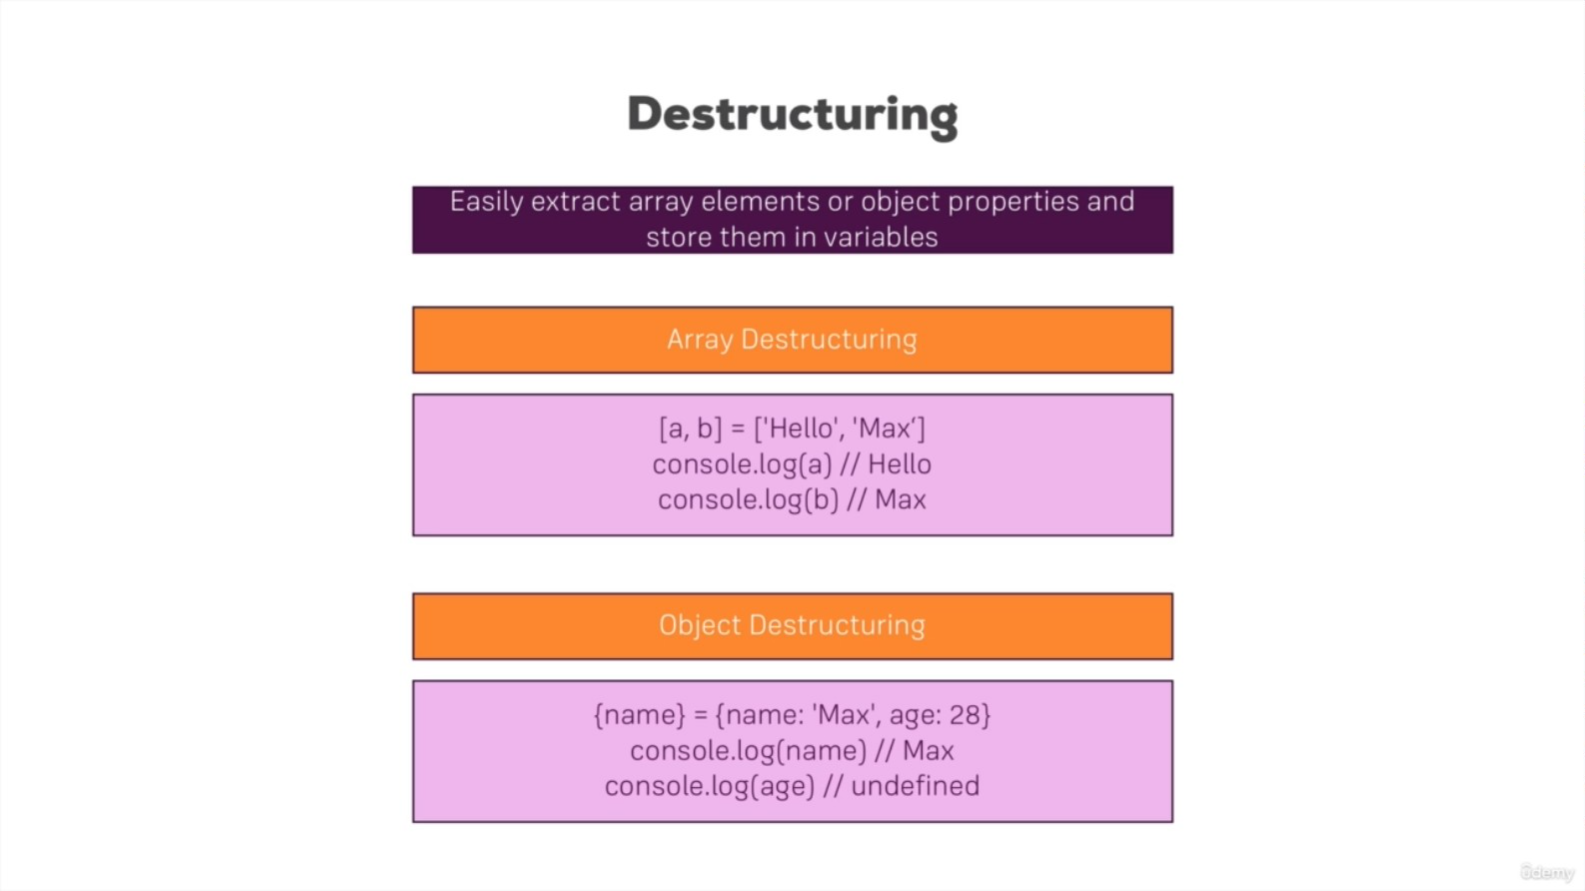 Destructuring
Easily extract array elements or object properties and
store them in variables
Array Destructuring
[a, b] = ['Hello', 'Max‘]
console.log(a) // Hello
console.log(b) // Max
Object Destructuring
{name} = {name: 'Max', age: 28}
console.log(name) // Max
console.log(age) // undefined
ûdemy